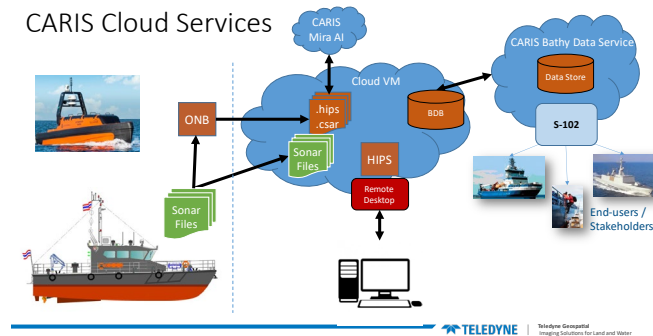 CARIS Cloud Services
CARIS
Mira AI
CARIS Bathy Data Service
Data Store
Cloud VM
.hips
.csar
BDB
ONB
S-102
Sonar
Files
HIPS
Remote
Desktop
Sonar
Files
End-users /
Stakeholders
TELEDYNE
Teledyne Geospatial
Imaging Solutions for Land and Water